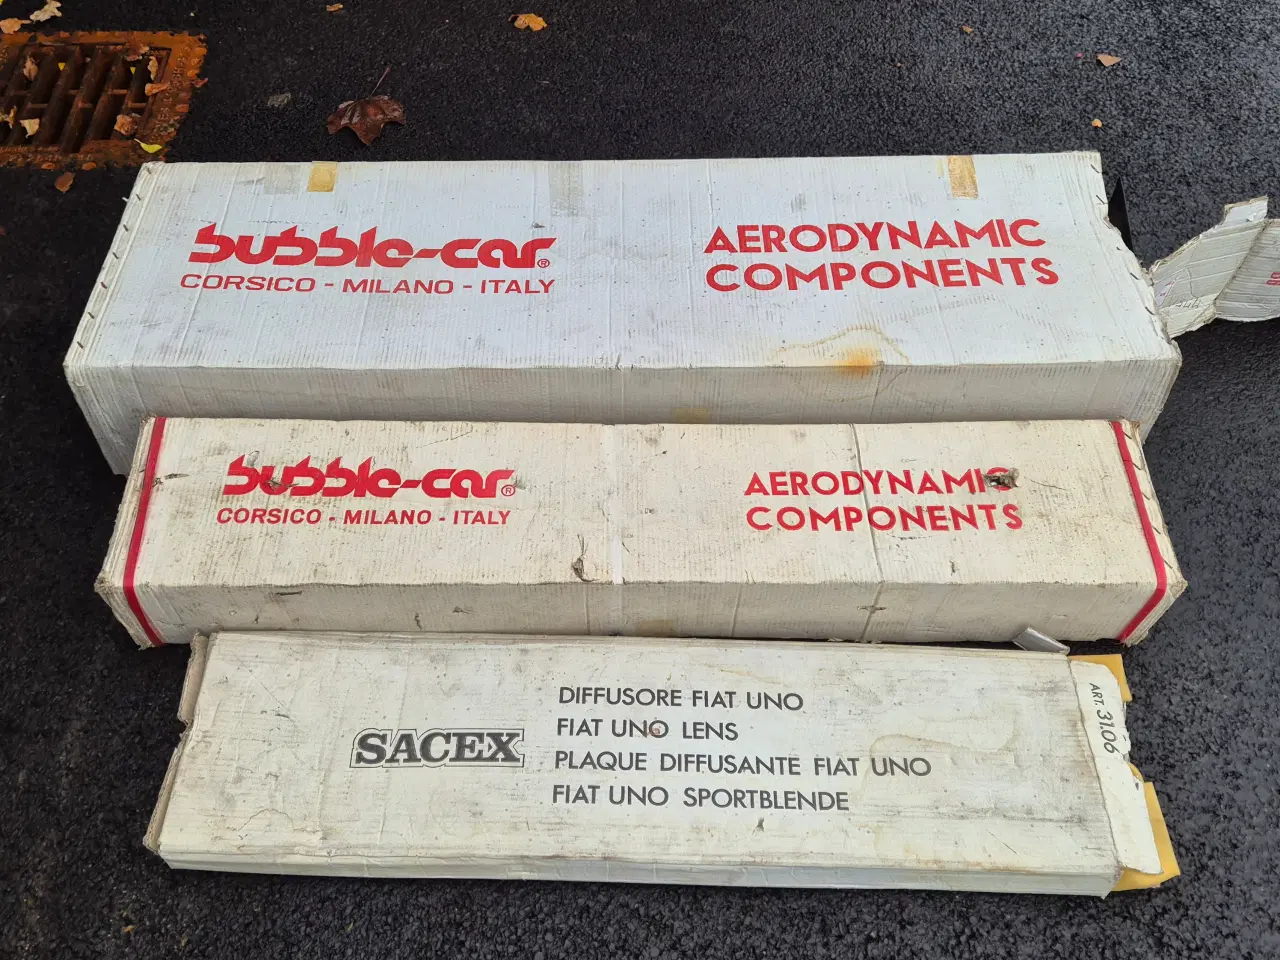 bubble-car®
CORSICO - MILANO - ITALY
AERODYNAMIC
COMPONENTS
bubble-car®
CORSICO - MILANO - ITALY
AERODYNAMIC
COMPONENTS
SACEX
DIFFUSORE FIAT UNO
FIAT UNO LENS
PLAQUE DIFFUSANTE FIAT UNO
FIAT UNO SPORTBLENDE
ART. 31.06